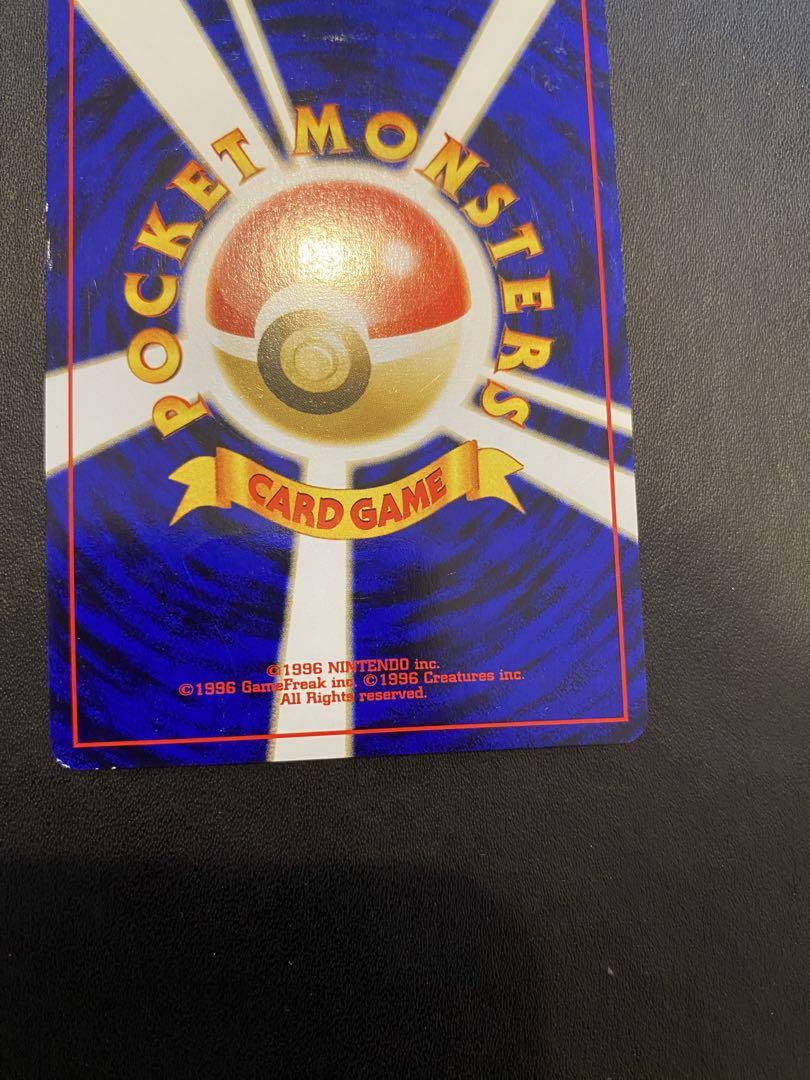 POCKET MONSTERS
CARD GAME
©1996 NINTENDO inc.
©1996 GameFreak inc. ©1996 Creatures inc.
All Rights reserved.